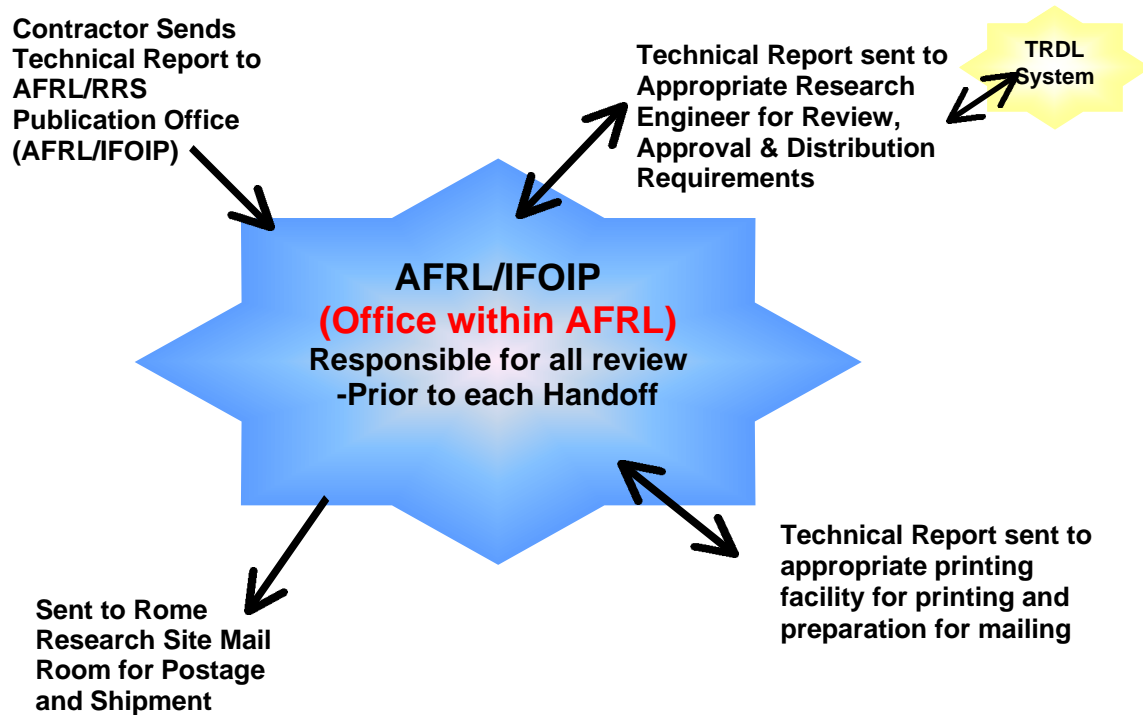 Contractor Sends
Technical Report to
AFRL/RRS
Publication Office
(AFRL/IFOIP)
Technical Report sent to
Appropriate Research
Engineer for Review,
Approval & Distribution
Requirements
TRDL
System
AFRL/IFOIP
(Office within AFRL)
Responsible for all review
-Prior to each Handoff
Sent to Rome
Research Site Mail
Room for Postage
and Shipment
Technical Report sent to
appropriate printing
facility for printing and
preparation for mailing